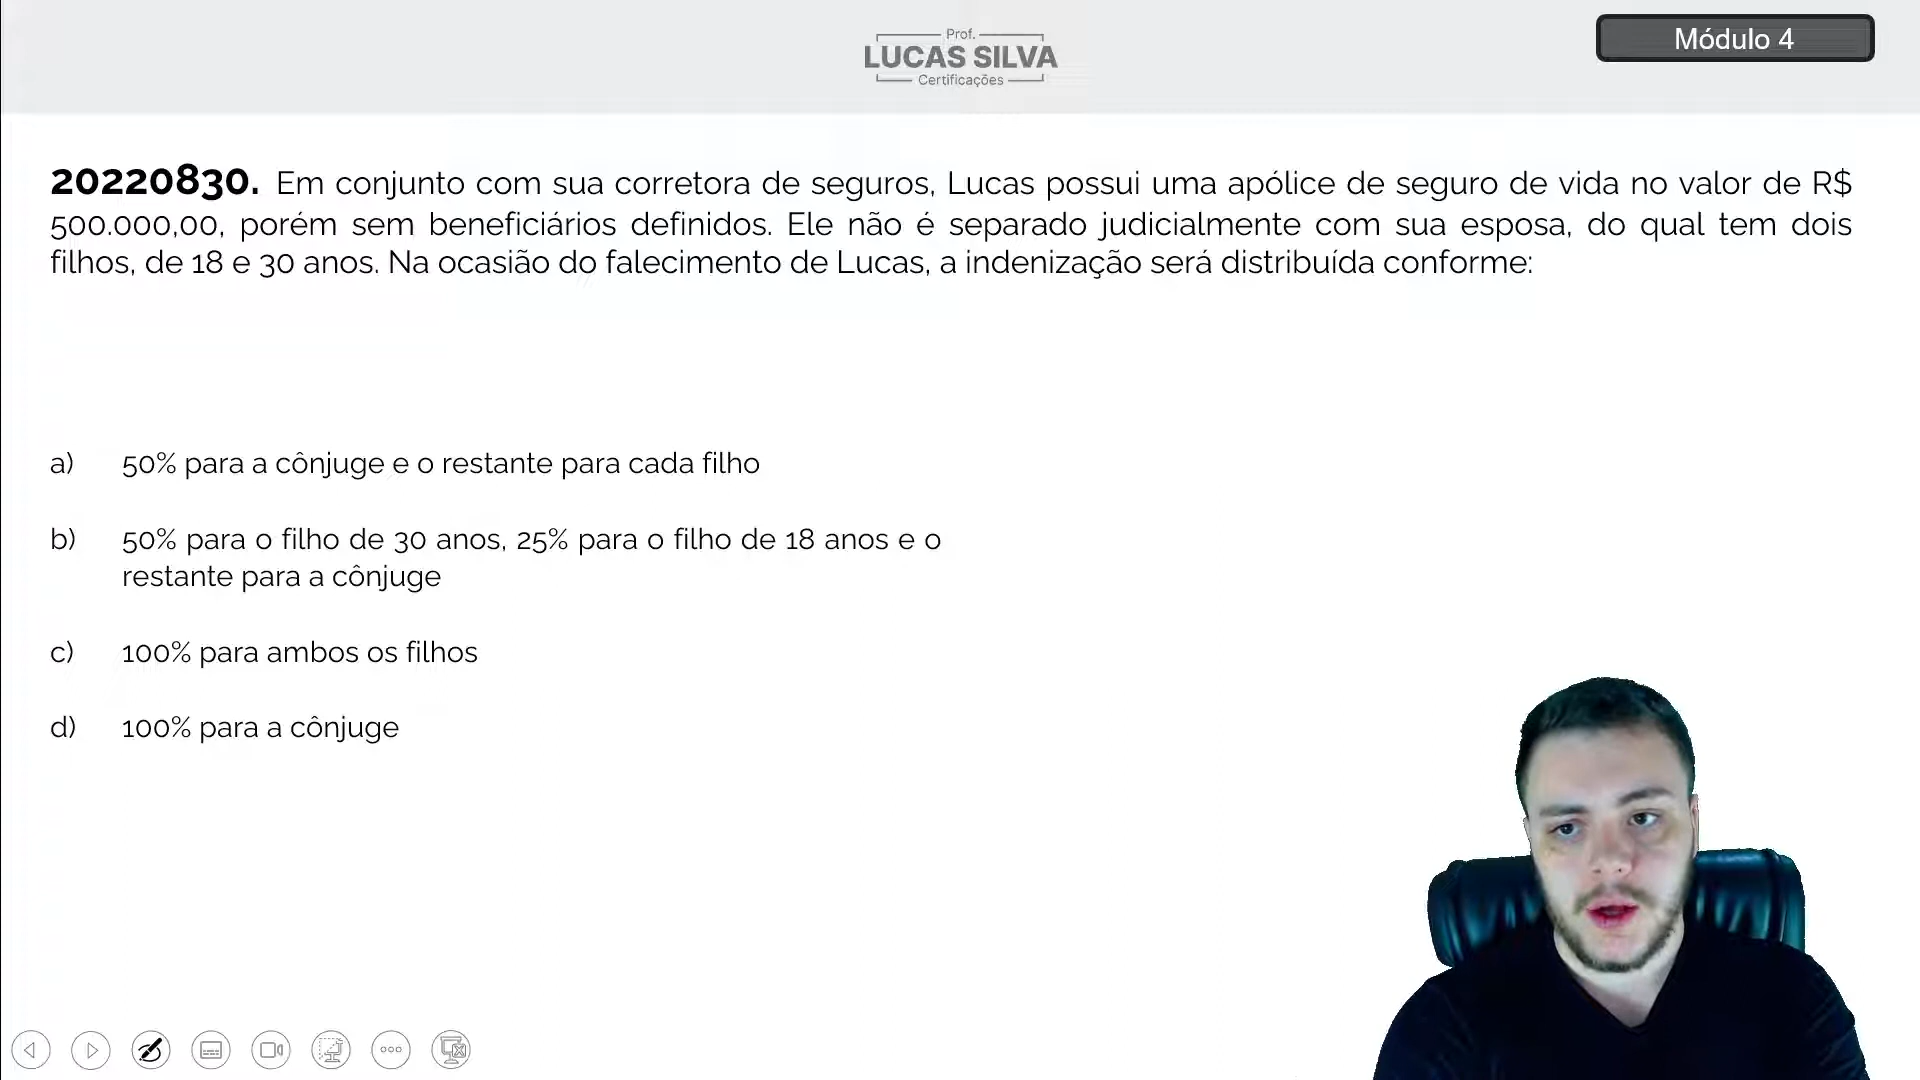 Prof.
LUCAS SILVA
Certificações
Módulo 4
20220830. Em conjunto com sua corretora de seguros, Lucas possui uma apólice de seguro de vida no valor de R$
500.000,00, porém sem beneficiários definidos. Ele não é separado judicialmente com sua esposa, do qual tem dois
filhos, de 18 e 30 anos. Na ocasião do falecimento de Lucas, a indenização será distribuída conforme:
a) 50% para a cônjuge e o restante para cada filho
b) 50% para o filho de 30 anos, 25% para o filho de 18 anos e o
restante para a cônjuge
c) 100% para ambos os filhos
d) 100% para a cônjuge